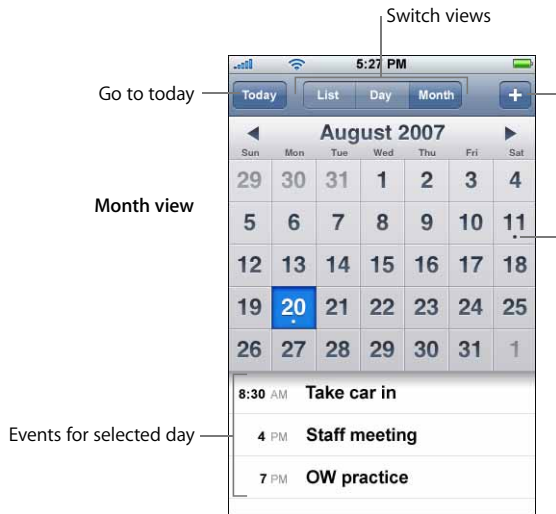 Switch views
5:27 PM
Go to today
Today List Day Month +
August 2007
Sun Mon Tue Wed Thu Fri Sat
29 30 31 1 2 3 4
Month view
5 6 7 8 9 10 11
12 13 14 15 16 17 18
19 20 21 22 23 24 25
26 27 28 29 30 31 1
8:30 AM Take car in
Events for selected day
4 PM Staff meeting
7 PM OW practice